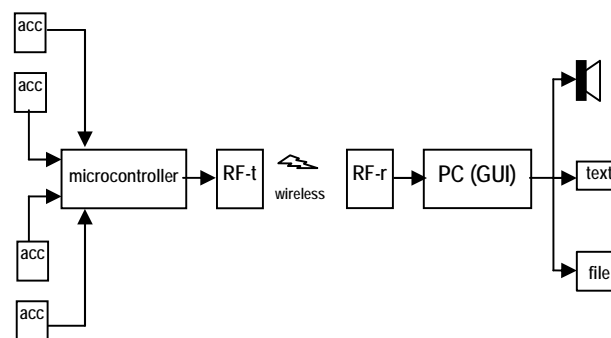 acc
acc
microcontroller
RF-t
wireless
RF-r
PC (GUI)
text
acc
file
acc